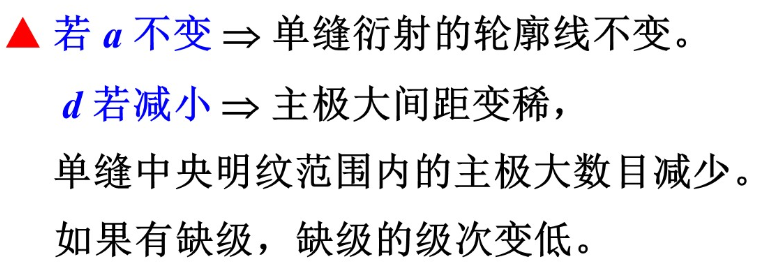 ▲ 若 a 不变 ⇒ 单缝衍射的轮廓线不变。
d 若减小 ⇒ 主极大间距变稀，
单缝中央明纹范围内的主极大数目减少。
如果有缺级，缺级的级次变低。